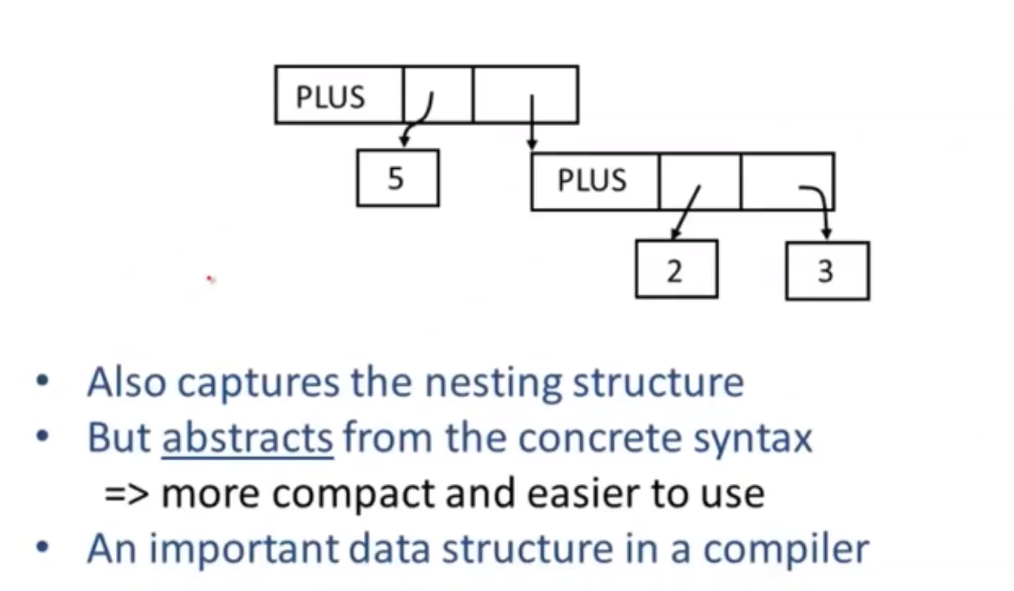 PLUS
5
PLUS
2
3
• Also captures the nesting structure
• But abstracts from the concrete syntax
=> more compact and easier to use
• An important data structure in a compiler